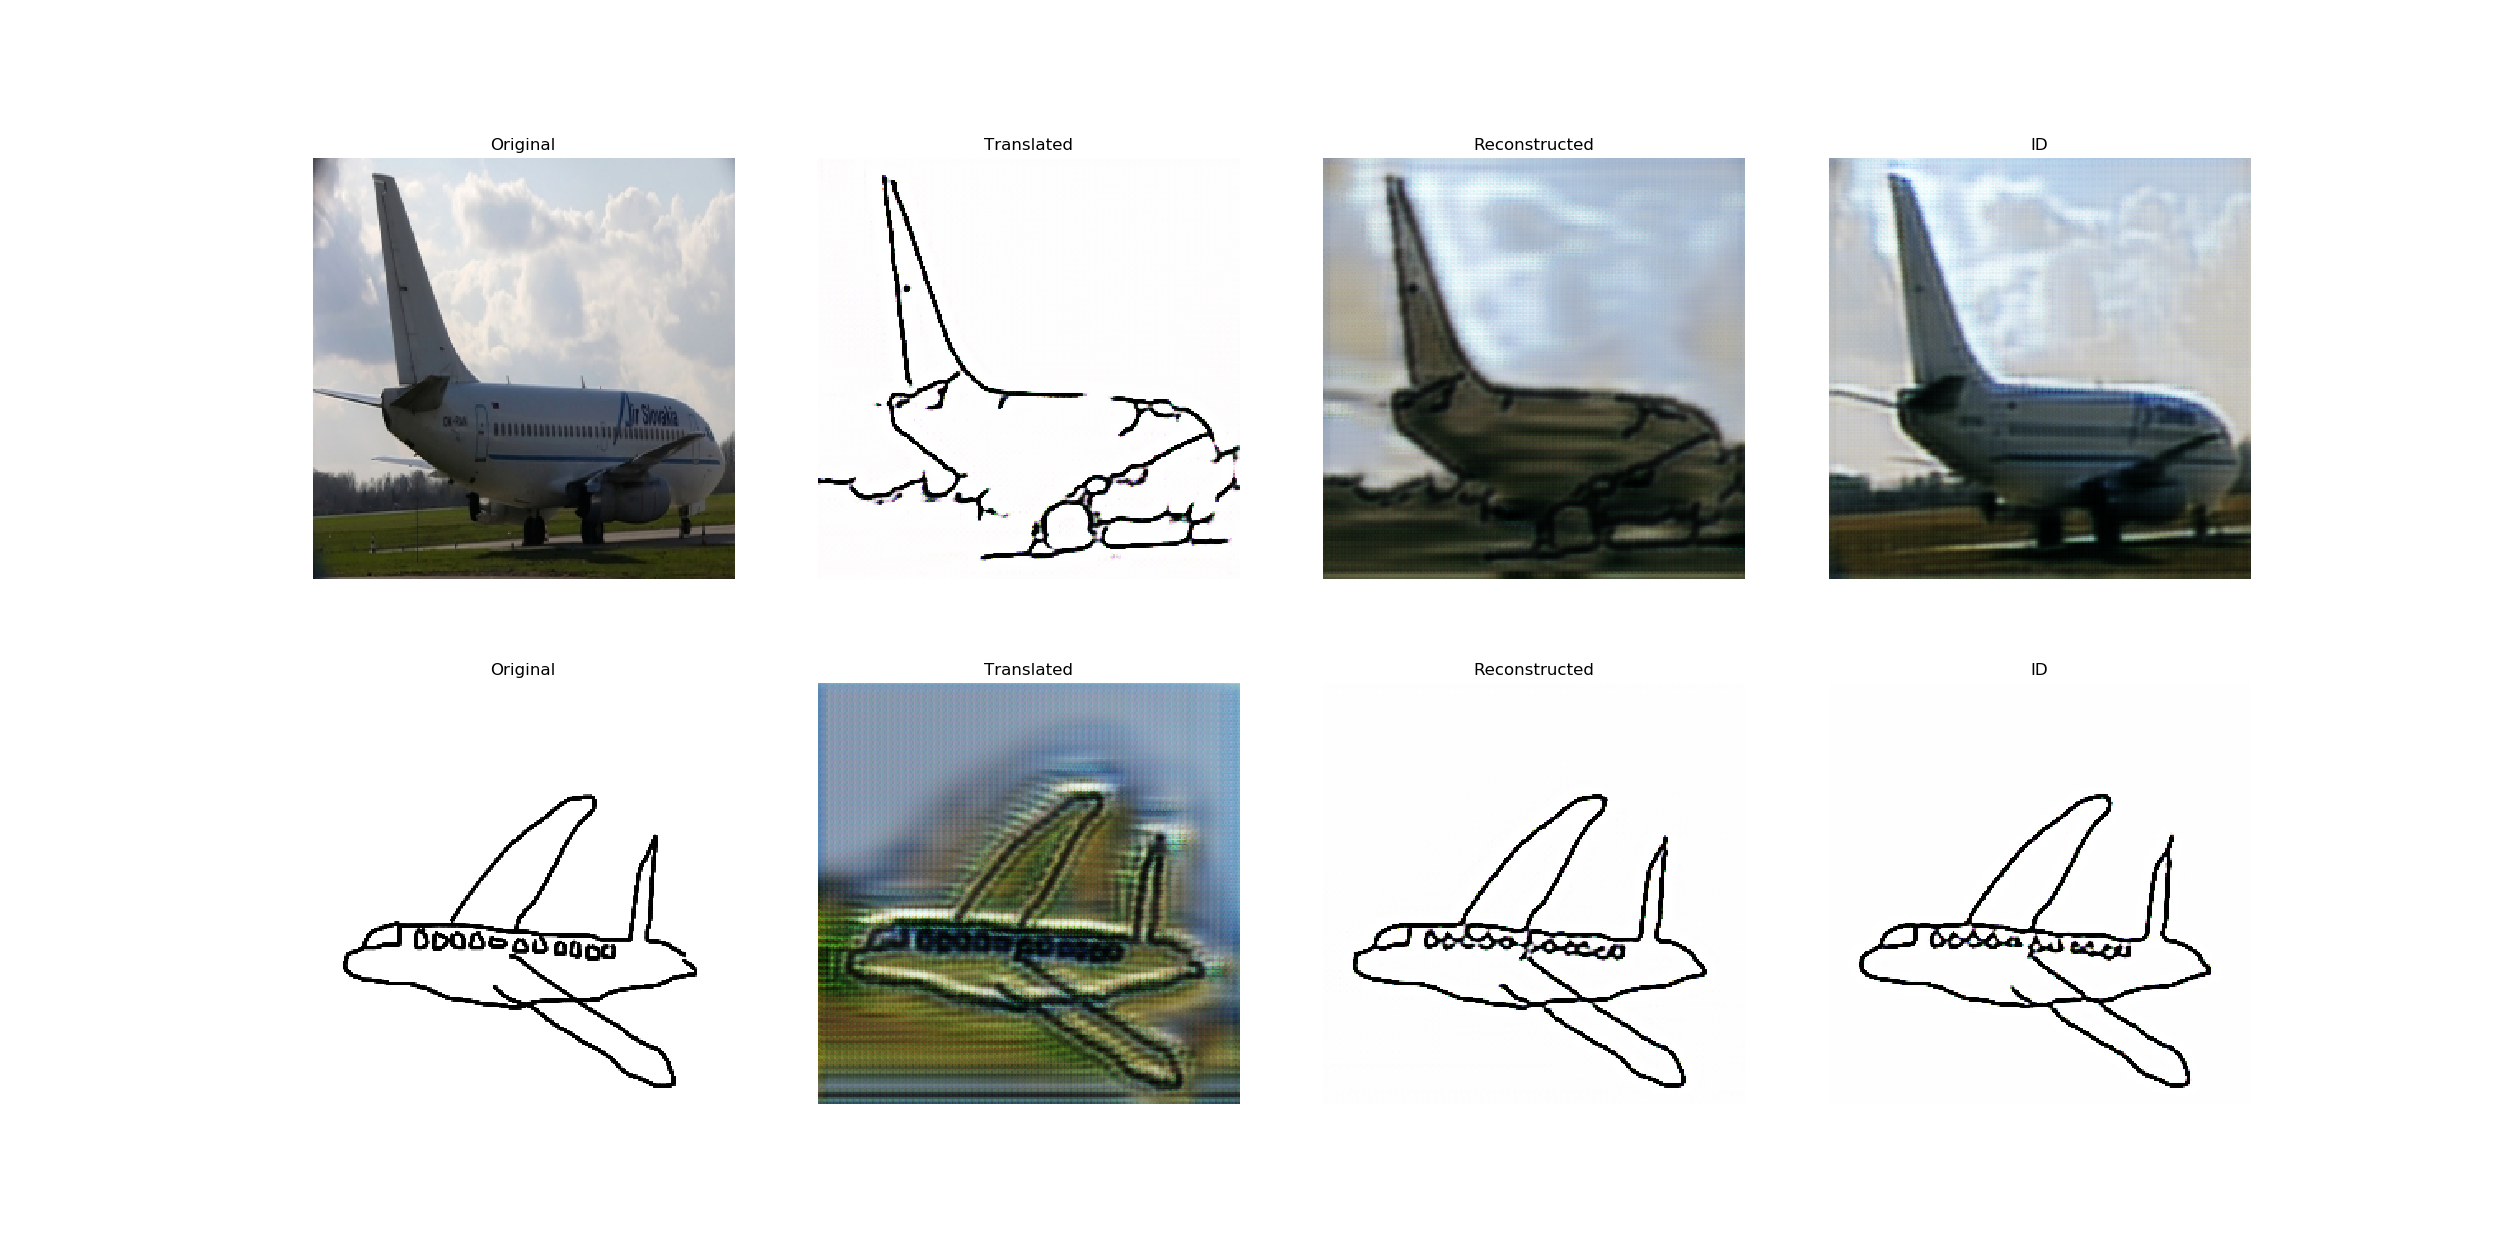 Original
Translated
Reconstructed
ID
Air Slovakia
Original
Translated
Reconstructed
ID